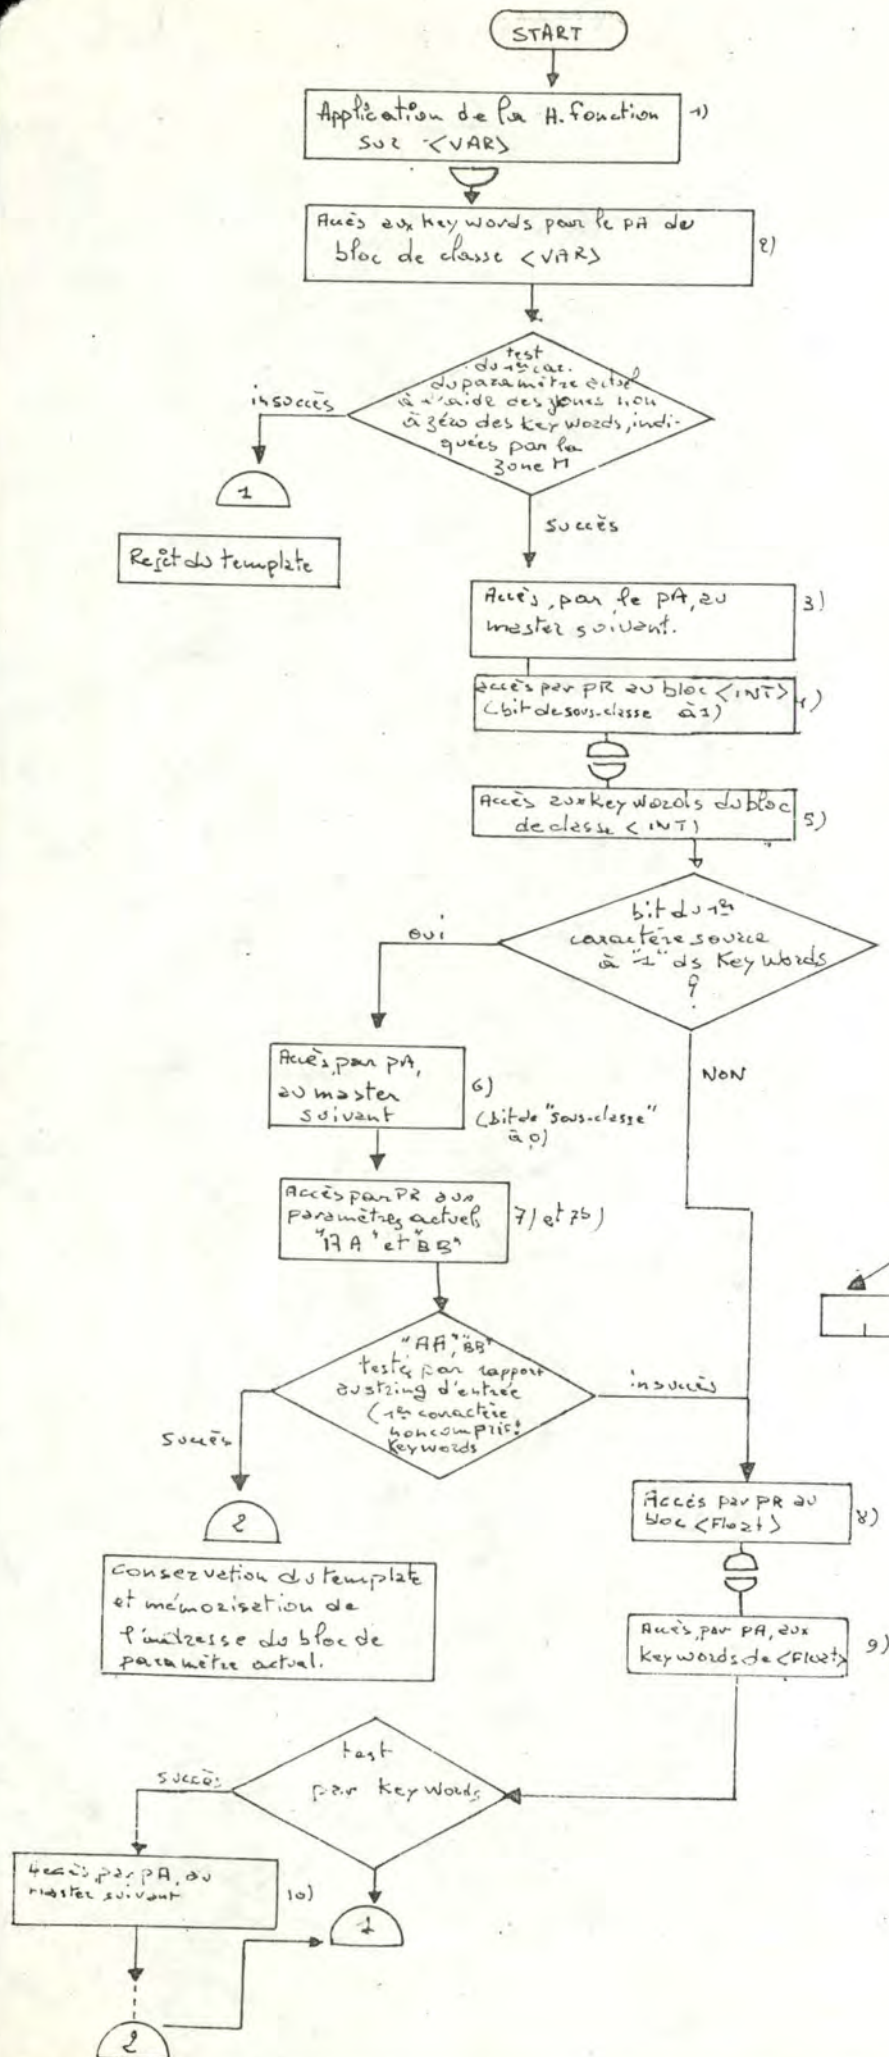 START
Application de la H. fonction
sur <VAR>
1)
Accès aux key words par le PA du
bloc de classe <VAR>
2)
test
du 1er car.
du paramètre actuel
à l'aide des zones non
à zéro des key words, indi-
quées par la
zone M
insuccès
1
Rejet du template
succès
Accès, par le PA, au
master suivant.
3)
accès par PR au bloc <INT>
(bit de sous-classe à 1)
4)
Accès aux key words du bloc
de classe <INT>
5)
bit du 1er
caractère source
à "1" ds Key Words
?
oui
NON
Accès, par PA,
au master
suivant
6)
(bit de "sous-classe"
à 0)
Accès par PR aux
paramètres actuels
"AA" et "BB"
7) et 7b)
"AA", "BB"
testés par rapport
au string d'entrée
(1er caractère
non compris:
Keywords
succès
insuccès
2
Conservation du template
et mémorisation de
l'adresse du bloc de
paramètre actuel.
Accès par PR au
bloc <Float>
8)
Accès, par PA, aux
Key words de <Float>
9)
test
par Key Words
succès
Accès, par PA, au
master suivant
10)
1
2